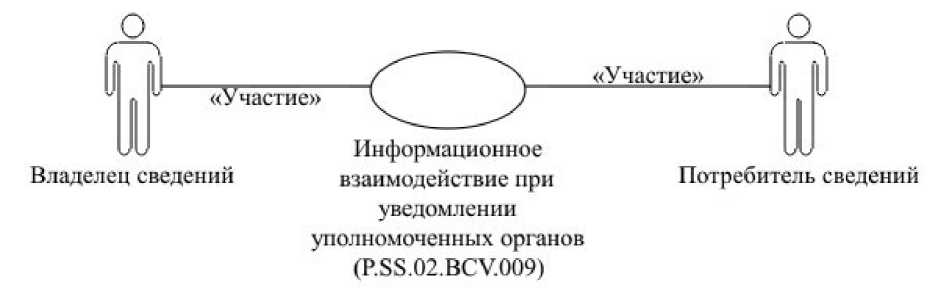 «Участие»
«Участие»
Владелец сведений
Информационное
взаимодействие при
уведомлении
уполномоченных органов
(P.SS.02.BCV.009)
Потребитель сведений